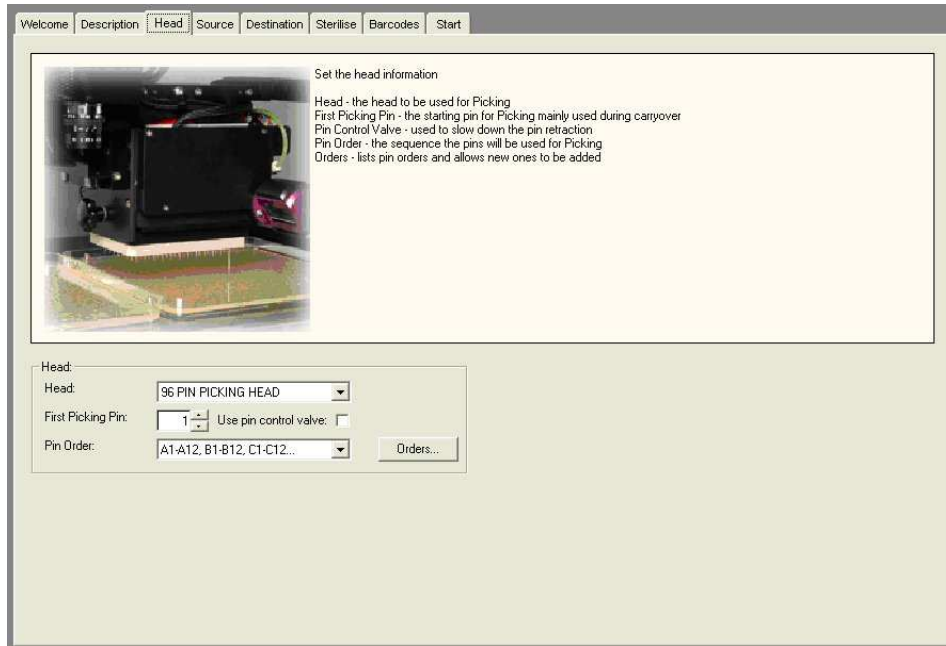 Welcome Description Head Source Destination Sterilise Barcodes Start
Set the head information
Head - the head to be used for Picking
First Picking Pin - the starting pin for Picking mainly used during carryover
Pin Control Valve - used to slow down the pin retraction
Pin Order - the sequence the pins will be used for Picking
Orders - lists pin orders and allows new ones to be added
Head:
Head: 96 PIN PICKING HEAD
First Picking Pin: 1 Use pin control valve:
Pin Order: A1-A12, B1-B12, C1-C12... Orders...